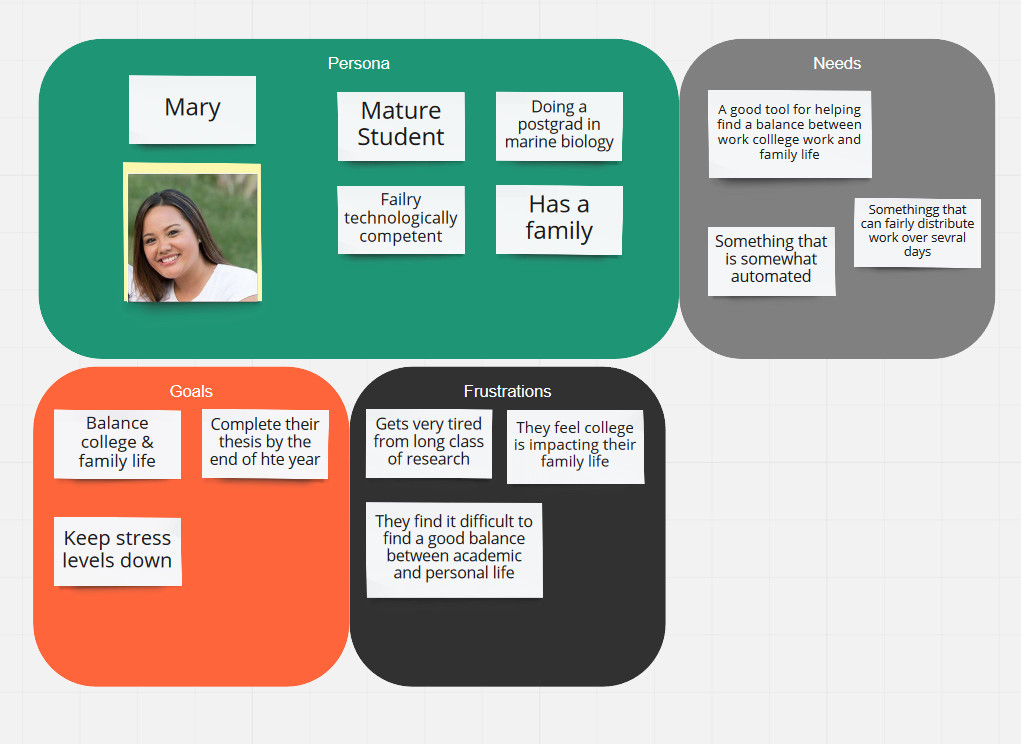 Persona
Mary
Mature
Student
Doing a
postgrad in
marine biology
Failry
technologically
competent
Has a
family
Needs
A good tool for helping
find a balance between
work colllege work and
family life
Somethingg that
can fairly distribute
work over sevral
days
Something that
is somewhat
automated
Goals
Balance
college &
family life
Complete their
thesis by the
end of hte year
Keep stress
levels down
Frustrations
Gets very tired
from long class
of research
They feel college
is impacting their
family life
They find it difficult to
find a good balance
between academic
and personal life